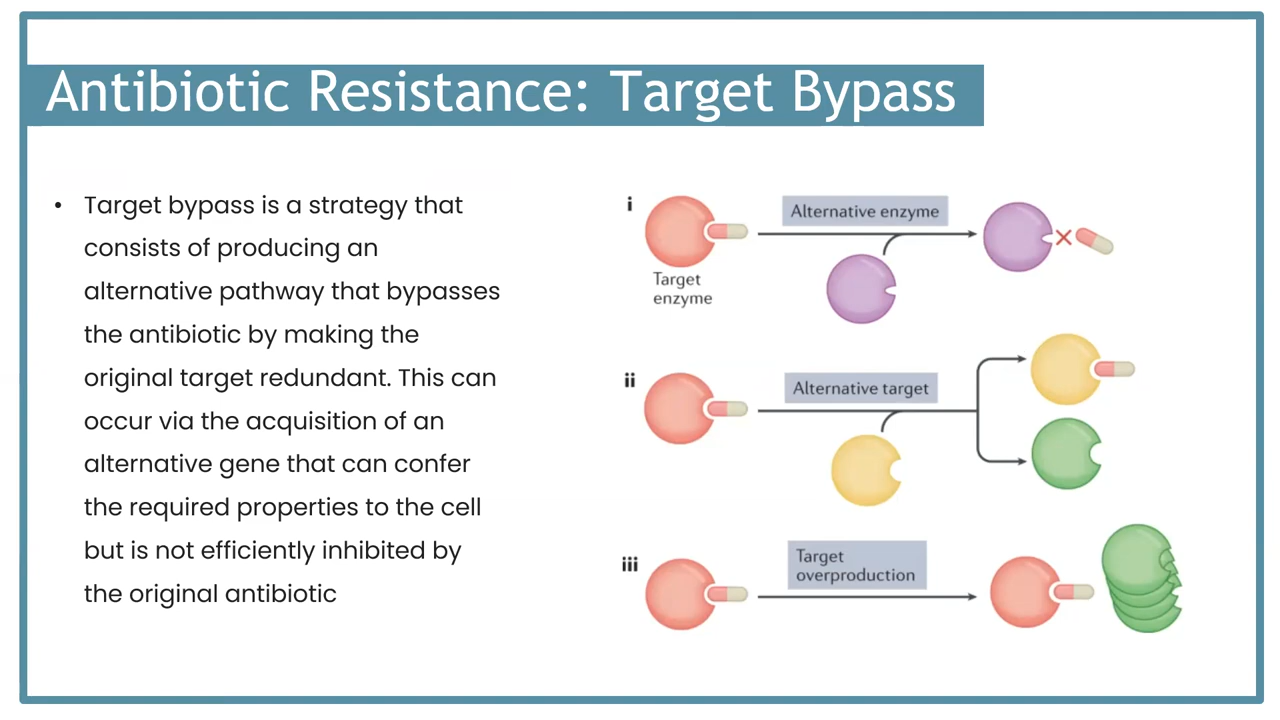 Antibiotic Resistance: Target Bypass
• Target bypass is a strategy that
consists of producing an
alternative pathway that bypasses
the antibiotic by making the
original target redundant. This can
occur via the acquisition of an
alternative gene that can confer
the required properties to the cell
but is not efficiently inhibited by
the original antibiotic
i
Alternative enzyme
Target
enzyme
ii
Alternative target
iii
Target
overproduction